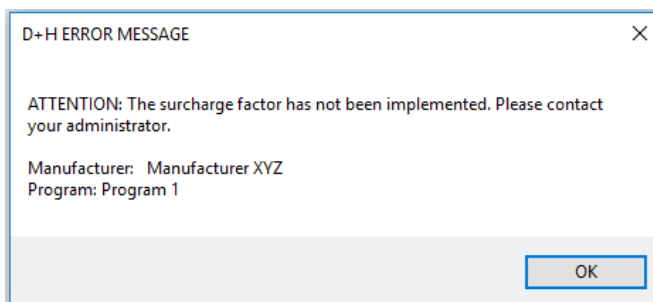 D+H ERROR MESSAGE
ATTENTION: The surcharge factor has not been implemented. Please contact
your administrator.
Manufacturer:   Manufacturer XYZ
Program: Program 1
OK